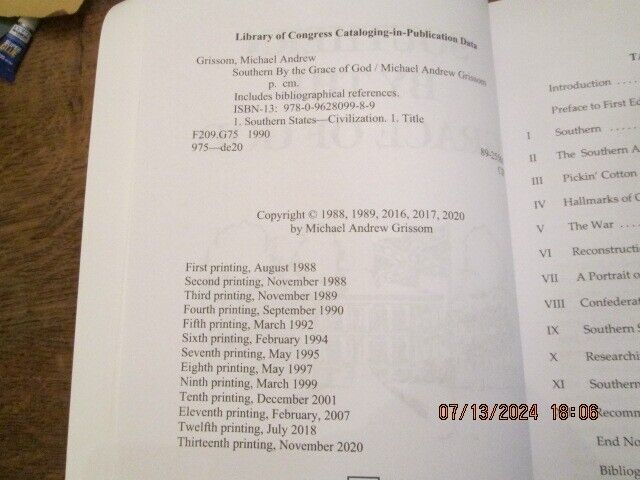 Library of Congress Cataloging-in-Publication Data
Grissom, Michael Andrew
Southern By the Grace of God / Michael Andrew Grissom
p. cm.
Includes bibliographical references.
ISBN-13: 978-0-9628099-8-9
1. Southern States—Civilization. 1. Title
F209.G75 1990
975—dc20
Copyright © 1988, 1989, 2016, 2017, 2020
by Michael Andrew Grissom
First printing, August 1988
Second printing, November 1988
Third printing, November 1989
Fourth printing, September 1990
Fifth printing, March 1992
Sixth printing, February 1994
Seventh printing, May 1995
Eighth printing, May 1997
Ninth printing, March 1999
Tenth printing, December 2001
Eleventh printing, February, 2007
Twelfth printing, July 2018
Thirteenth printing, November 2020
Introduction ....
Preface to First Ed
I Southern ....
II The Southern A
III Pickin' Cotton
IV Hallmarks of
V The War ....
VI Reconstructi
VII A Portrait o
VIII Confederat
IX Southern S
X Researchi
XI Southern
Recomm
End No
Bibliog
07/13/2024 18:06